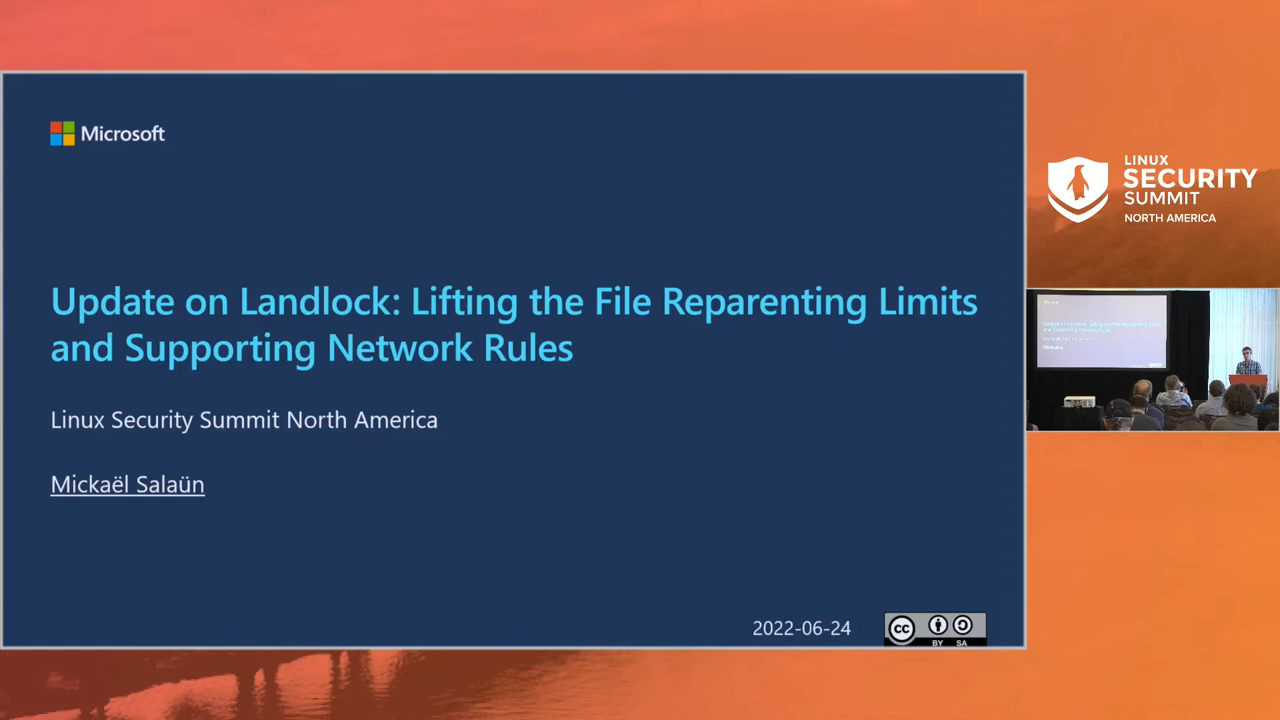 Microsoft
Update on Landlock: Lifting the File Reparenting Limits
and Supporting Network Rules
Linux Security Summit North America
Mickaël Salaün
2022-06-24
cc
BY SA
LINUX
SECURITY
SUMMIT
NORTH AMERICA